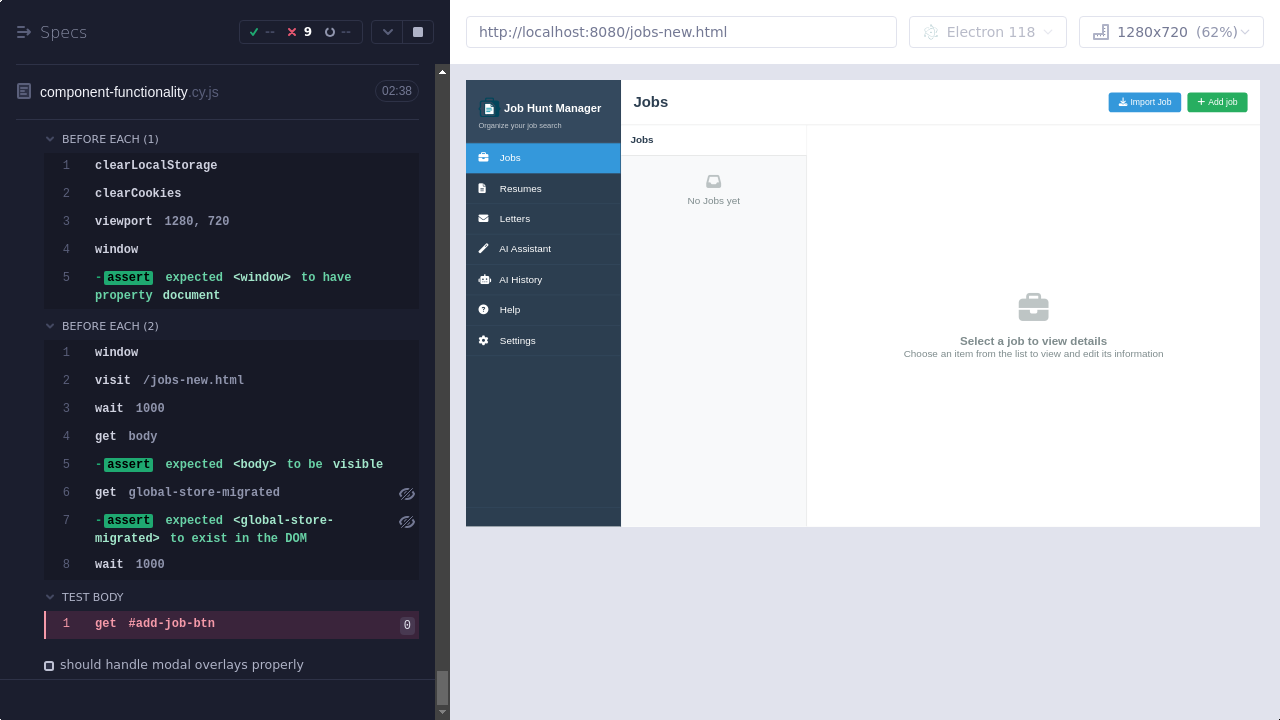 Specs
--
9
--
component-functionality.cy.js
02:38
BEFORE EACH (1)
1 clearLocalStorage
2 clearCookies
3 viewport 1280, 720
4 window
5 -assert expected <window> to have
property document
BEFORE EACH (2)
1 window
2 visit /jobs-new.html
3 wait 1000
4 get body
5 -assert expected <body> to be visible
6 get global-store-migrated
7 -assert expected <global-store-
migrated> to exist in the DOM
8 wait 1000
TEST BODY
1 get #add-job-btn 0
should handle modal overlays properly
http://localhost:8080/jobs-new.html
Electron 118
1280x720 (62%)
Job Hunt Manager
Organize your job search
Jobs
Resumes
Letters
AI Assistant
AI History
Help
Settings
Jobs
Import Job
Add job
Jobs
No Jobs yet
Select a job to view details
Choose an item from the list to view and edit its information